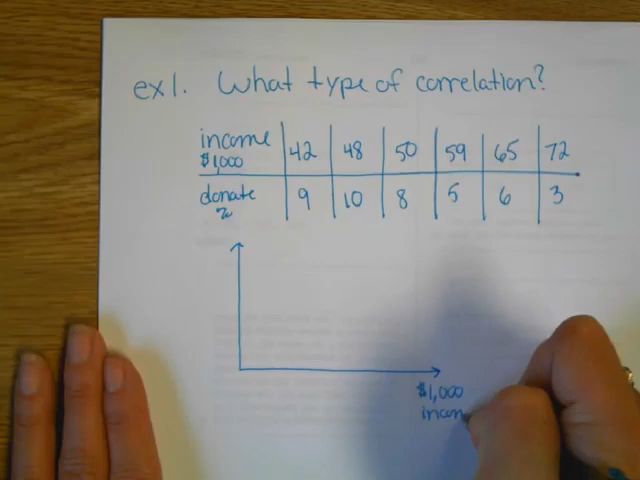 ex1. What type of correlation?
income 42 48 50 59 65 72
$1,000
donate 9 10 8 5 6 3
$1,000
incom